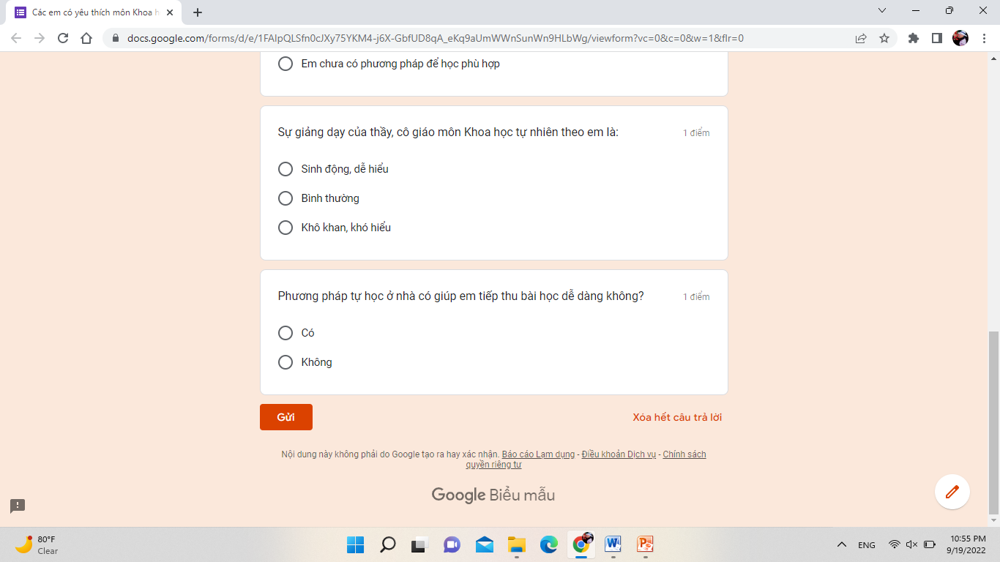 Các em có yêu thích môn Khoa h
docs.google.com/forms/d/e/1FAIpQLSfn0cJXy75YKM4-j6X-GbfUD8qA_eKq9aUmWWnSunWn9HLbWg/viewform?vc=0&c=0&w=1&flr=0
Em chưa có phương pháp để học phù hợp
Sự giảng dạy của thầy, cô giáo môn Khoa học tự nhiên theo em là: 1 điểm
Sinh động, dễ hiểu
Bình thường
Khô khan, khó hiểu
Phương pháp tự học ở nhà có giúp em tiếp thu bài học dễ dàng không? 1 điểm
Có
Không
Gửi Xóa hết câu trả lời
Nội dung này không phải do Google tạo ra hay xác nhận. Báo cáo Lạm dụng - Điều khoản Dịch vụ - Chính sách
quyền riêng tư
Google Biểu mẫu
80°F
Clear
ENG
10:55 PM
9/19/2022